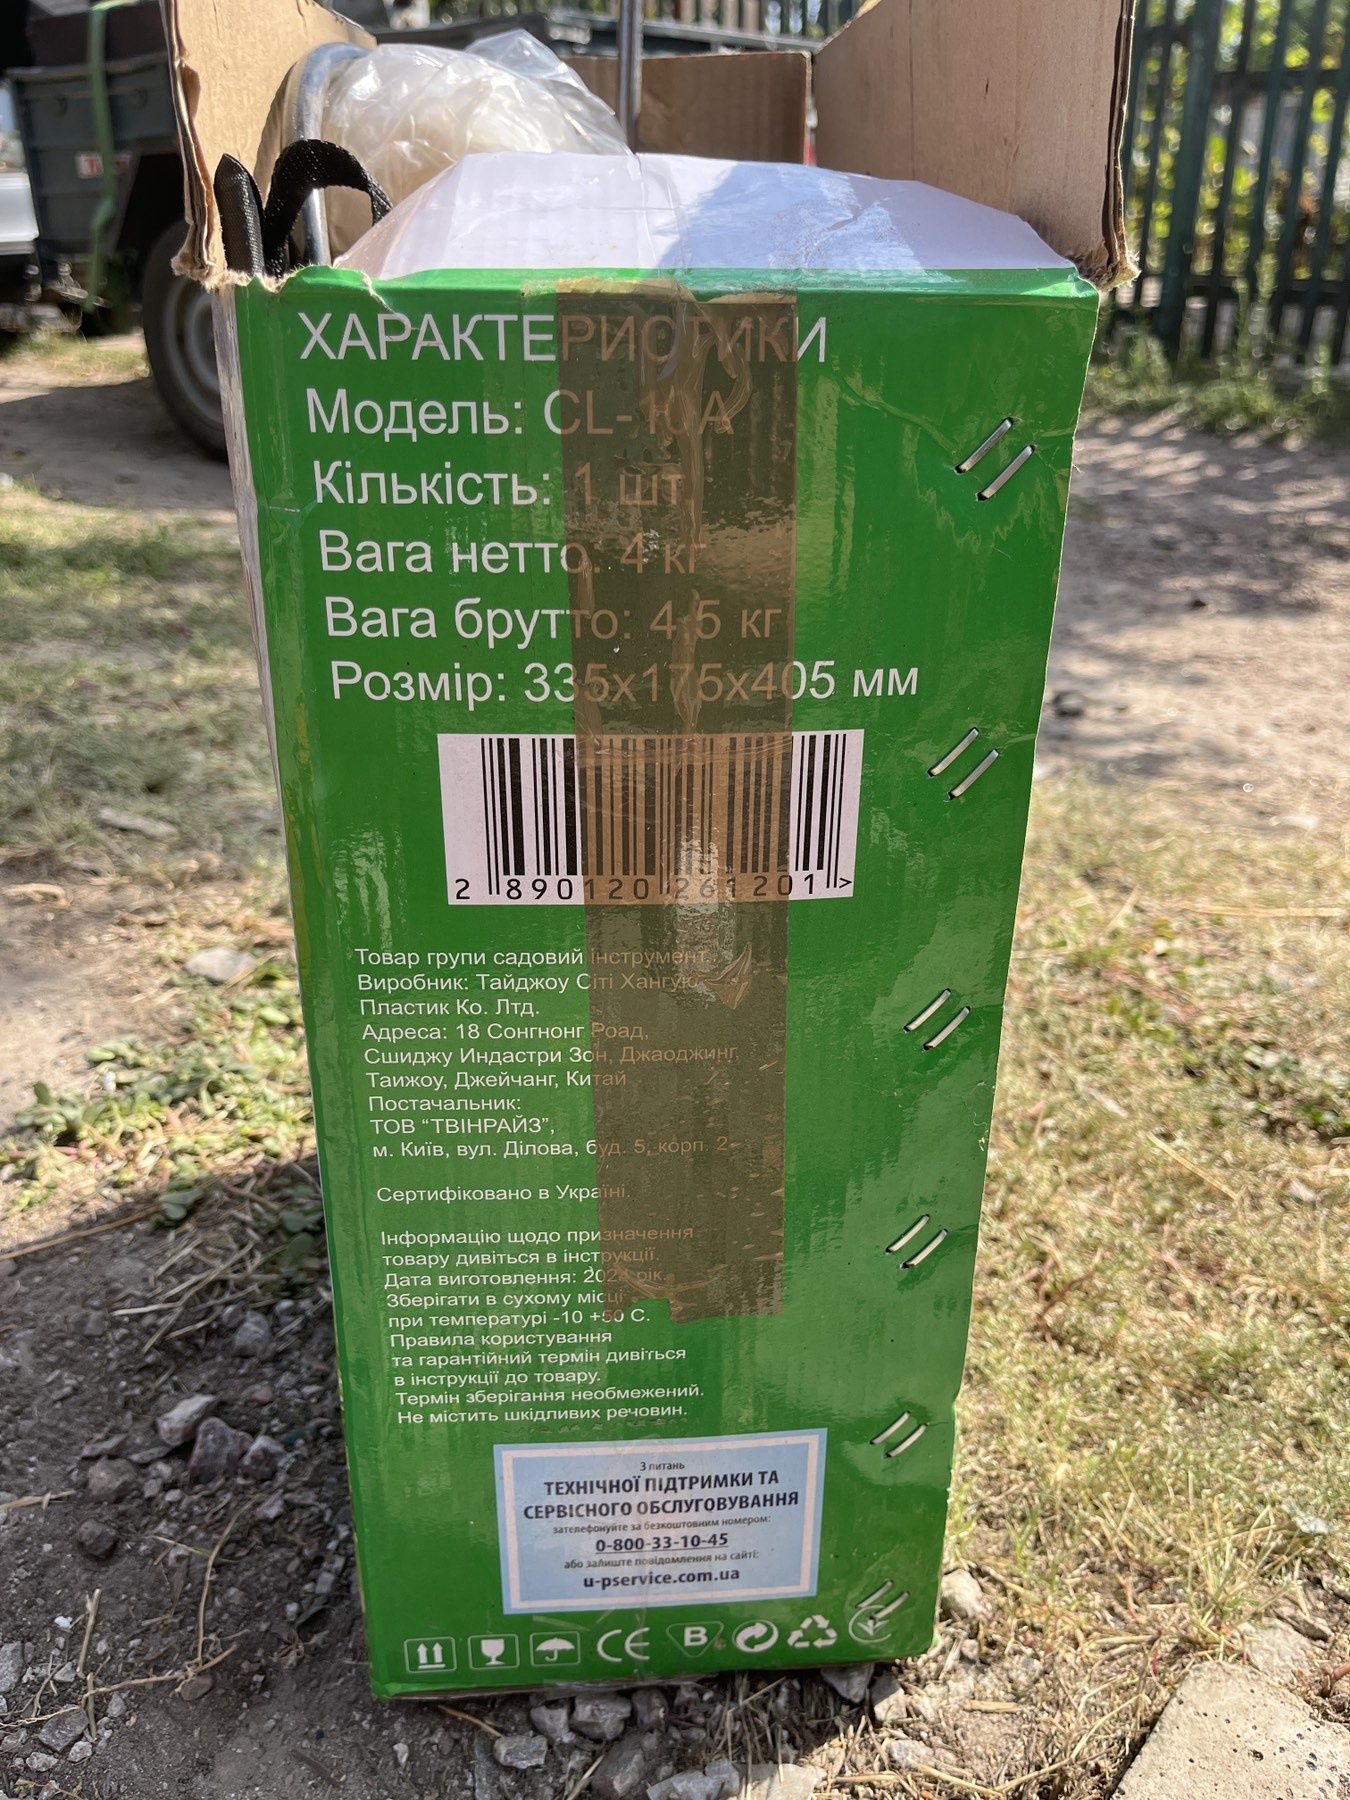 ХАРАКТЕРИСТИКИ
Модель: CL-16A
Кількість: 1 шт
Вага нетто: 4 кг
Вага брутто: 4,5 кг
Розмір: 335x175x405 мм
2 890120 261201 >
Товар групи садовий інструмент.
Виробник: Тайджоу Сіті Хангую
Пластик Ко. Лтд.
Адреса: 18 Сонгнонг Роад,
Сшиджу Индастри Зон, Джаоджинг,
Таижоу, Джейчанг, Китай
Постачальник:
ТОВ “ТВІНРАЙЗ”,
м. Київ, вул. Ділова, буд. 5, корп. 2
Сертифіковано в Україні.
Інформацію щодо призначення
товару дивіться в інструкції.
Дата виготовлення: рік.
Зберігати в сухому місці
при температурі -10 +50 С.
Правила користування
та гарантійний термін дивіться
в інструкції до товару.
Термін зберігання необмежений.
Не містить шкідливих речовин.
З питань
ТЕХНІЧНОЇ ПІДТРИМКИ ТА
СЕРВІСНОГО ОБСЛУГОВУВАННЯ
зателефонуйте за безкоштовним номером:
0-800-33-10-45
або залиште повідомлення на сайті:
u-pservice.com.ua
CE B